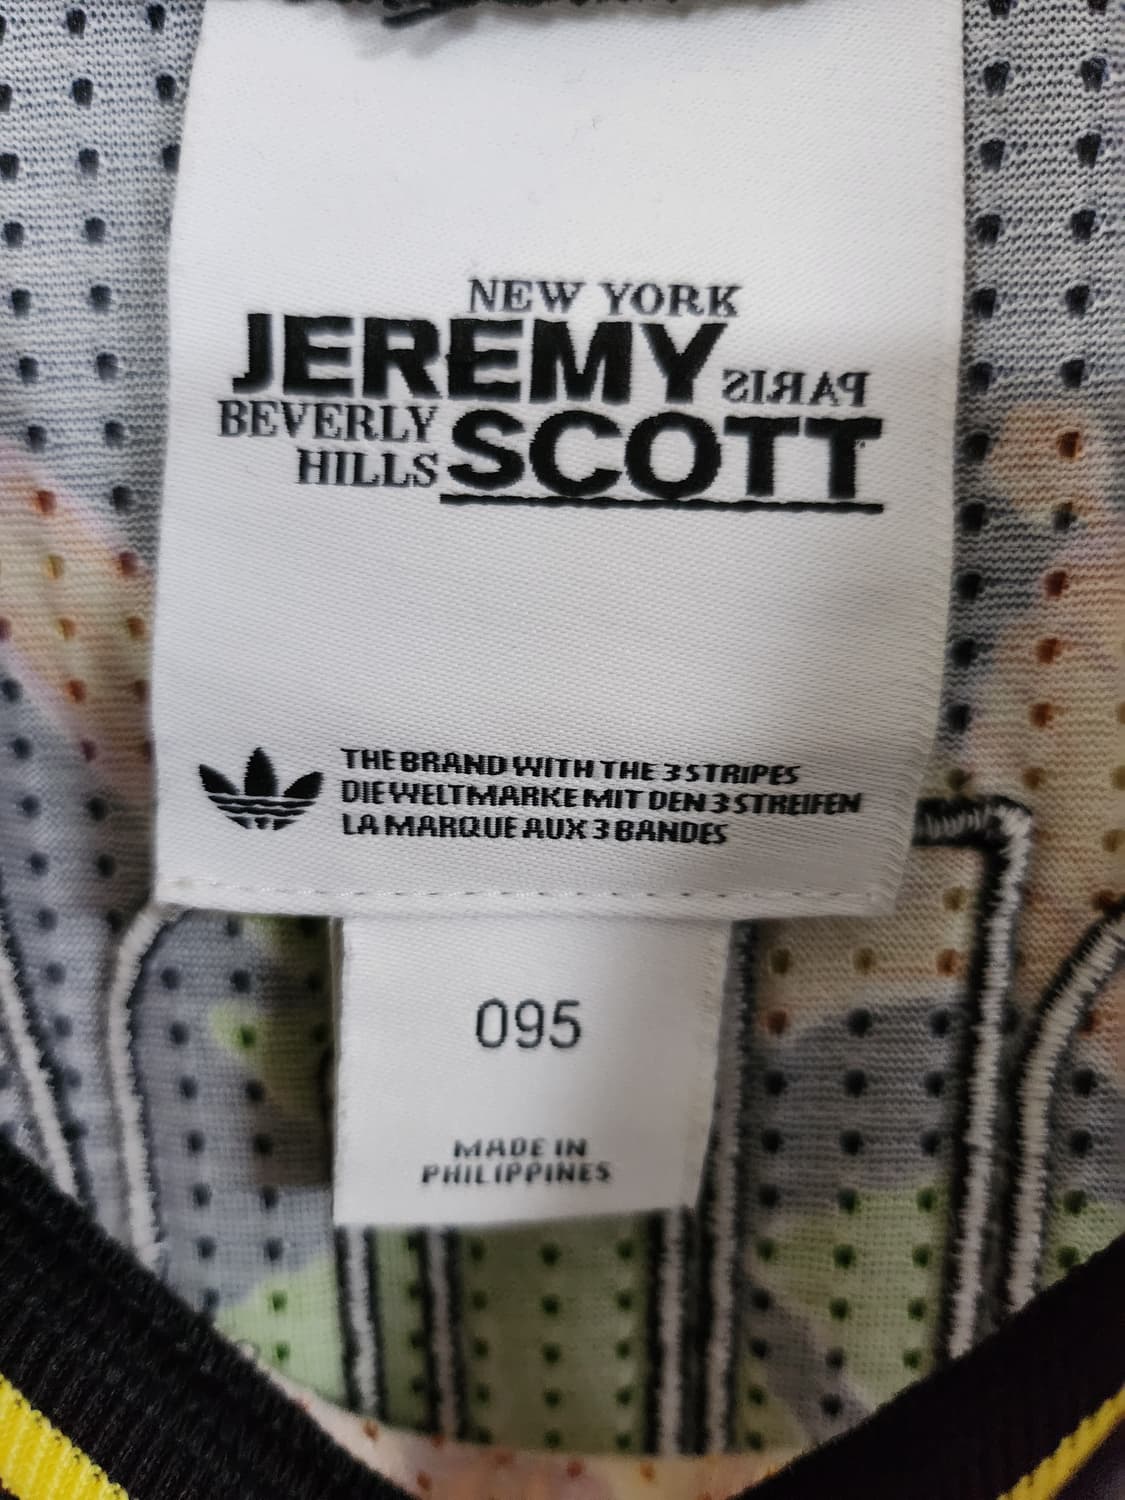 NEW YORK
JEREMY
PARIS
BEVERLY
HILLS
SCOTT
THE BRAND WITH THE 3 STRIPES
DIE WELTMARKE MIT DEN 3 STREIFEN
LA MARQUE AUX 3 BANDES
095
MADE IN
PHILIPPINES